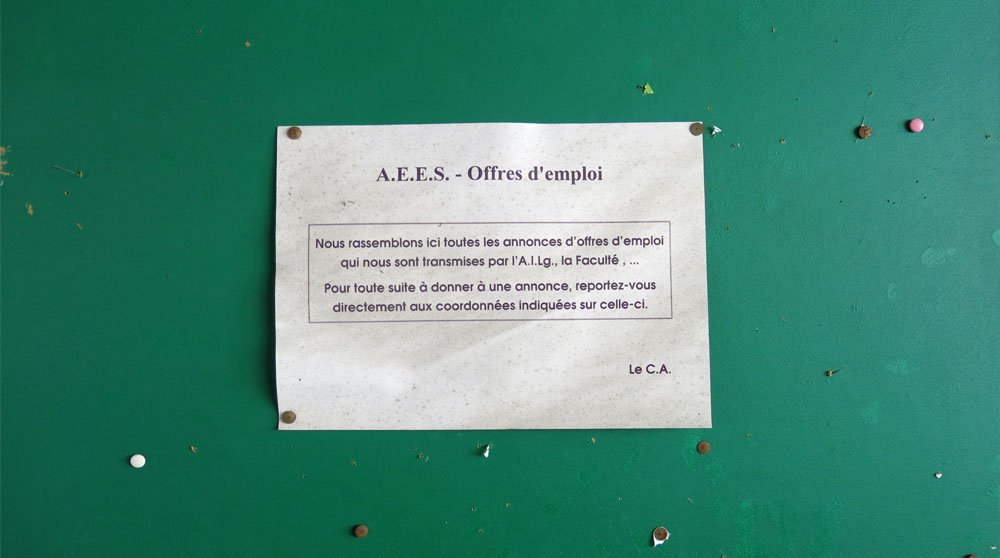 A.E.E.S. - Offres d'emploi
Nous rassemblons ici toutes les annonces d'offres d'emploi
qui nous sont transmises par l'A.I.Lg., la Faculté , ...
Pour toute suite à donner à une annonce, reportez-vous
directement aux coordonnées indiquées sur celle-ci.
Le C.A.